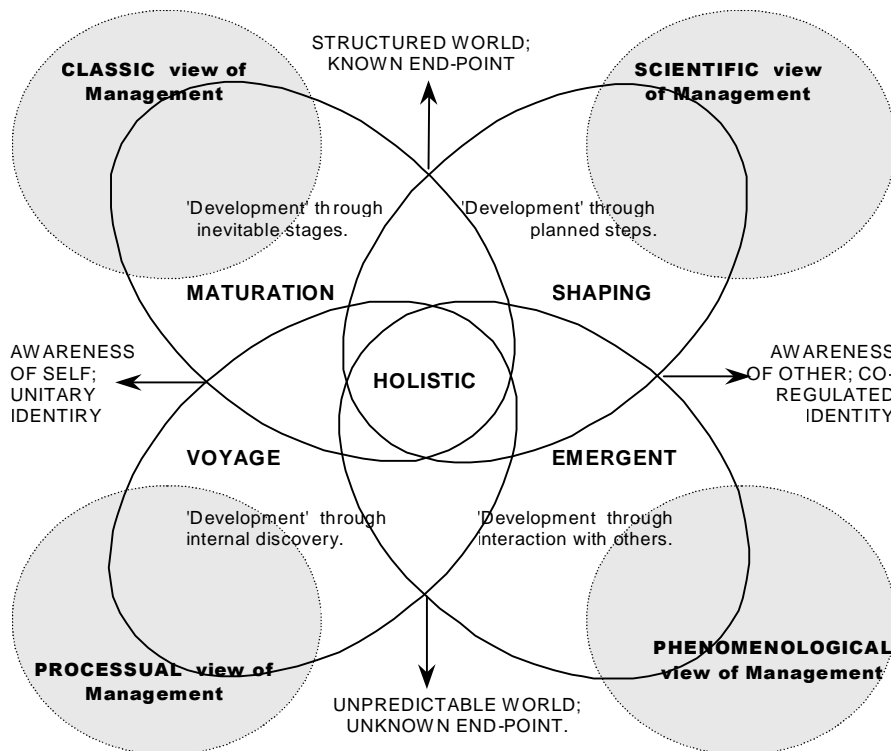 STRUCTURED WORLD;
KNOWN END-POINT
CLASSIC view of
Management
SCIENTIFIC view
of Management
'Development' through
inevitable stages.
'Development' through
planned steps.
MATURATION
SHAPING
AWARENESS
OF SELF;
UNITARY
IDENTIRY
HOLISTIC
AWARENESS
OF OTHER; CO-
REGULATED
IDENTITY
VOYAGE
EMERGENT
'Development' through
internal discovery.
'Development through
interaction with others.
PROCESSUAL view of
Management
PHENOMENOLOGICAL
view of Management
UNPREDICTABLE WORLD;
UNKNOWN END-POINT.